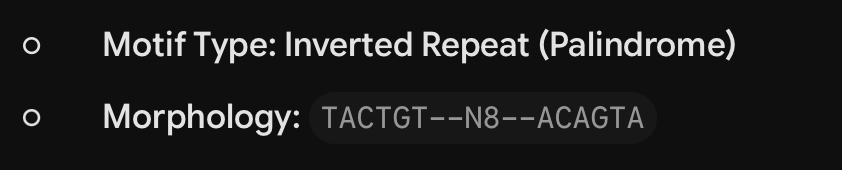 Motif Type: Inverted Repeat (Palindrome)
Morphology: TACTGT--N8--ACAGTA